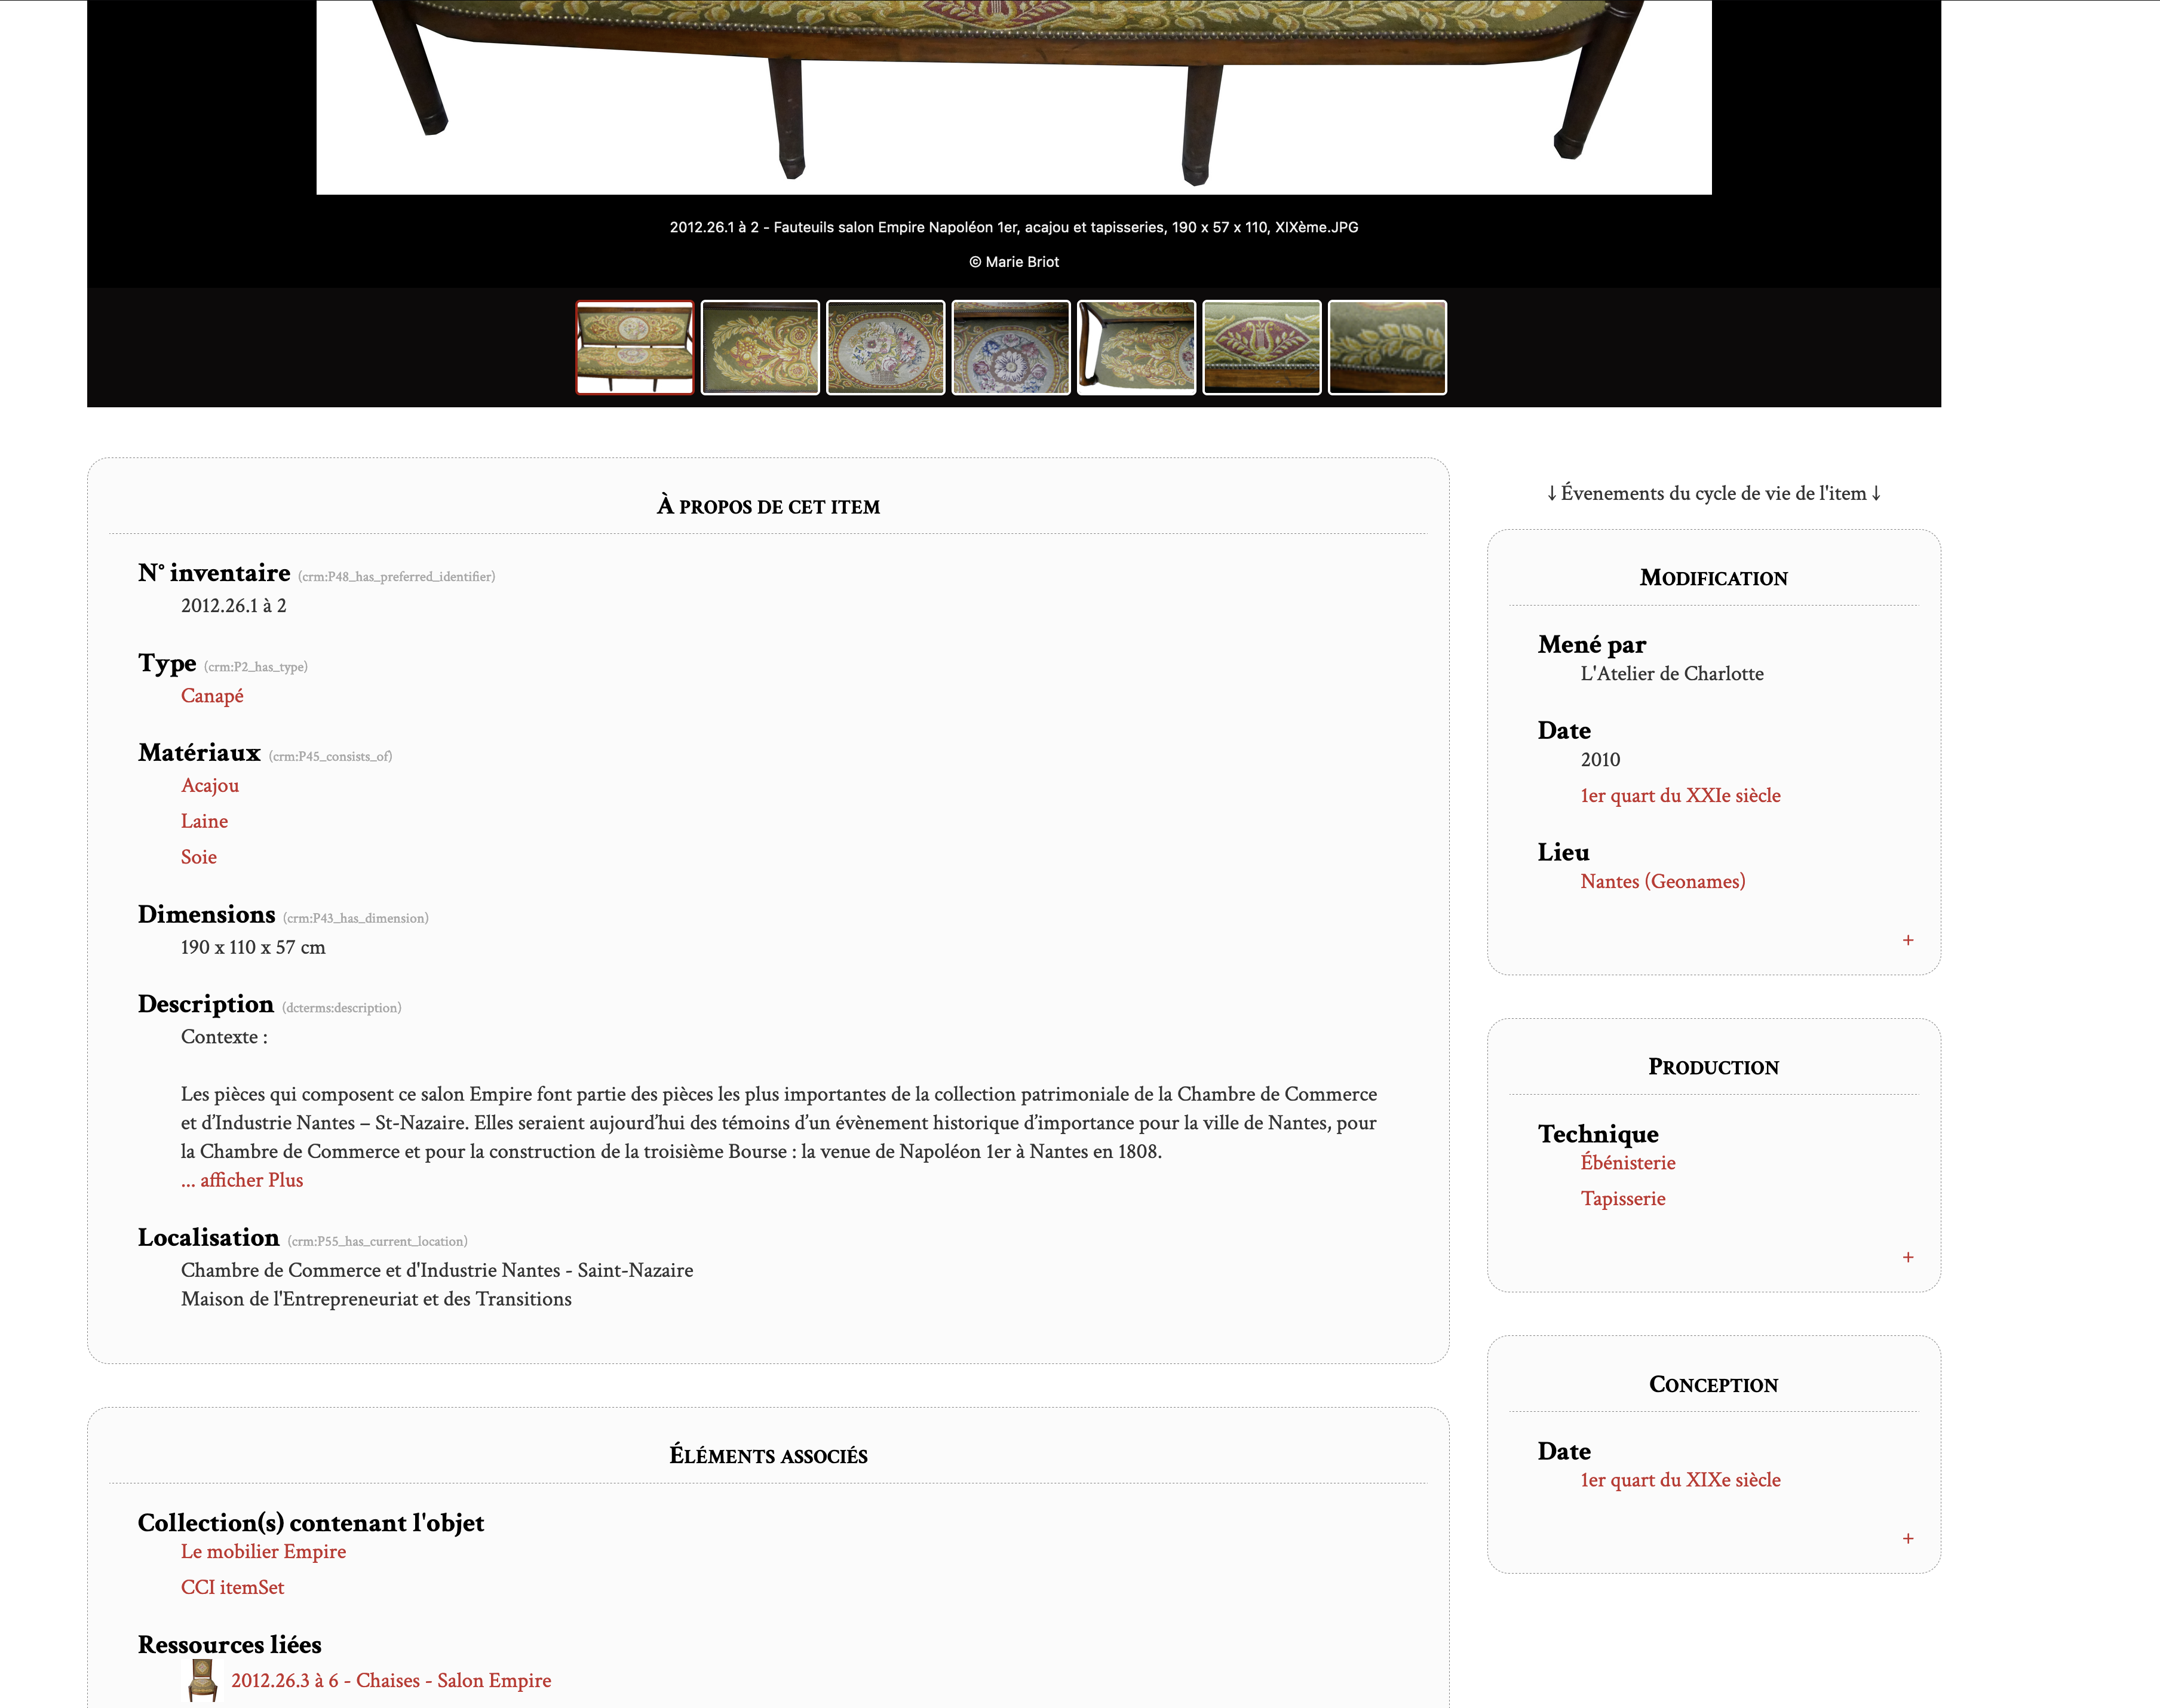 2012.26.1 à 2 - Fauteuils salon Empire Napoléon 1er, acajou et tapisseries, 190 x 57 x 110, XIXème.JPG
© Marie Briot
À propos de cet item
N° inventaire (crm:P48_has_preferred_identifier)
2012.26.1 à 2
Type (crm:P2_has_type)
Canapé
Matériaux (crm:P45_consists_of)
Acajou
Laine
Soie
Dimensions (crm:P43_has_dimension)
190 x 110 x 57 cm
Description (dcterms:description)
Contexte :
Les pièces qui composent ce salon Empire font partie des pièces les plus importantes de la collection patrimoniale de la Chambre de Commerce
et d’Industrie Nantes – St-Nazaire. Elles seraient aujourd’hui des témoins d’un évènement historique d’importance pour la ville de Nantes, pour
la Chambre de Commerce et pour la construction de la troisième Bourse : la venue de Napoléon 1er à Nantes en 1808.
... afficher Plus
Localisation (crm:P55_has_current_location)
Chambre de Commerce et d'Industrie Nantes - Saint-Nazaire
Maison de l'Entrepreneuriat et des Transitions
Éléments associés
Collection(s) contenant l'objet
Le mobilier Empire
CCI itemSet
Ressources liées
2012.26.3 à 6 - Chaises - Salon Empire
↓ Évenements du cycle de vie de l'item ↓
Modification
Mené par
L'Atelier de Charlotte
Date
2010
1er quart du XXIe siècle
Lieu
Nantes (Geonames)
+
Production
Technique
Ébénisterie
Tapisserie
+
Conception
Date
1er quart du XIXe siècle
+